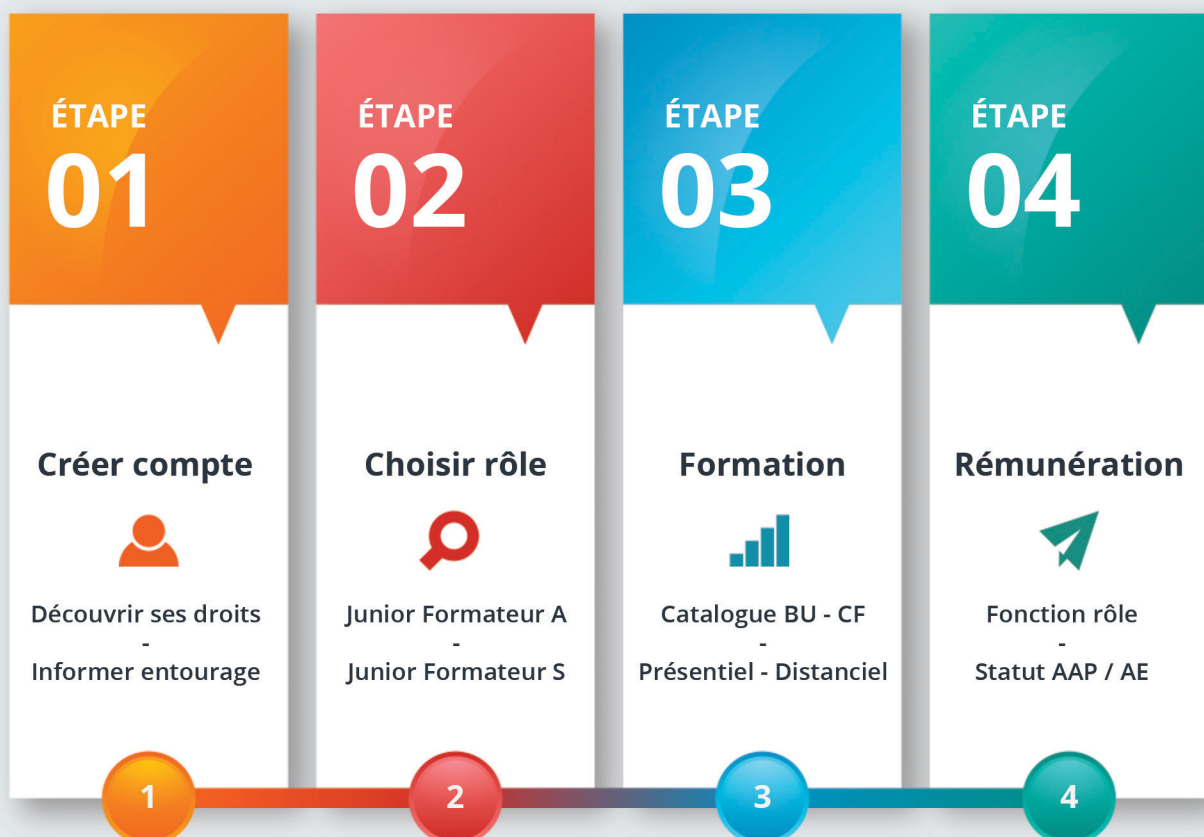 ÉTAPE
01
Créer compte
Découvrir ses droits
-
Informer entourage
1
ÉTAPE
02
Choisir rôle
Junior Formateur A
-
Junior Formateur S
2
ÉTAPE
03
Formation
Catalogue BU - CF
-
Présentiel - Distanciel
3
ÉTAPE
04
Rémunération
Fonction rôle
-
Statut AAP / AE
4